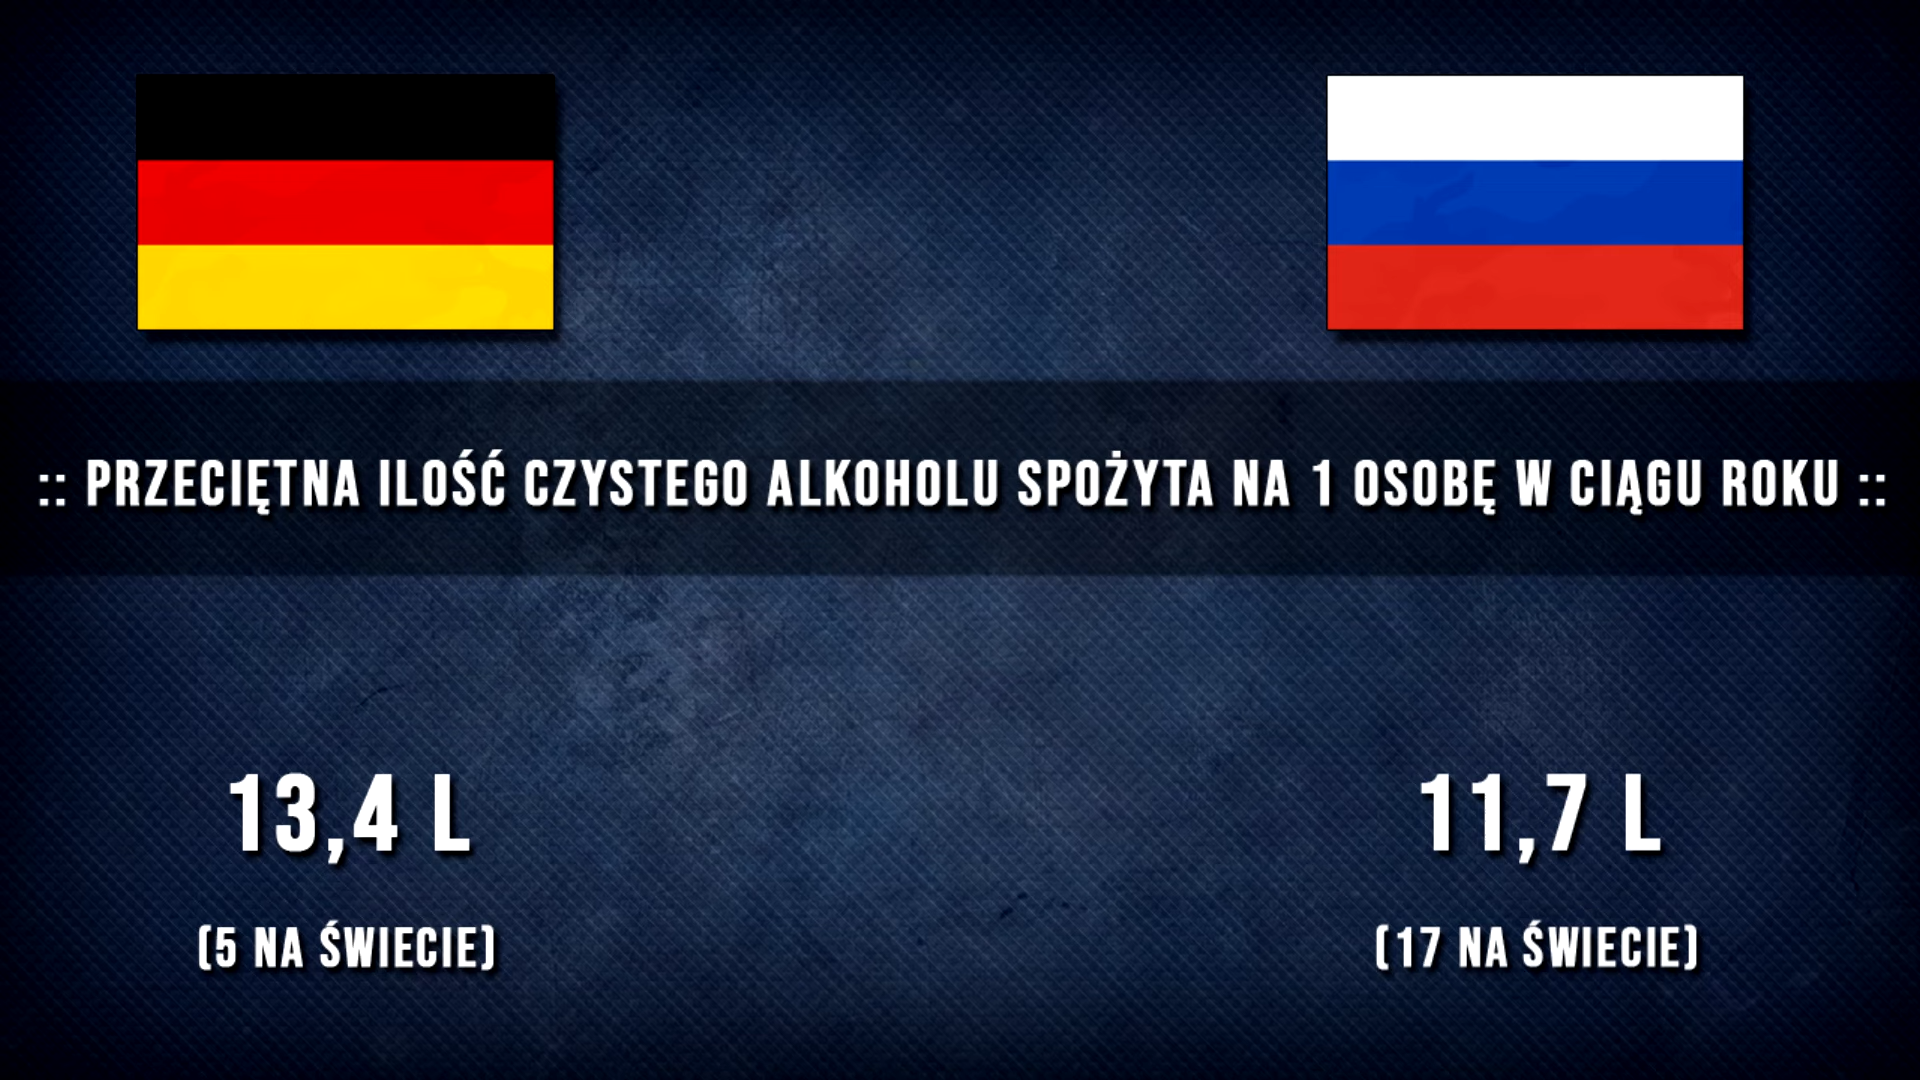 :: PRZECIĘTNA ILOŚĆ CZYSTEGO ALKOHOLU SPOŻYTA NA 1 OSOBĘ W CIĄGU ROKU ::
13,4 L
(5 NA ŚWIECIE)
11,7 L
(17 NA ŚWIECIE)